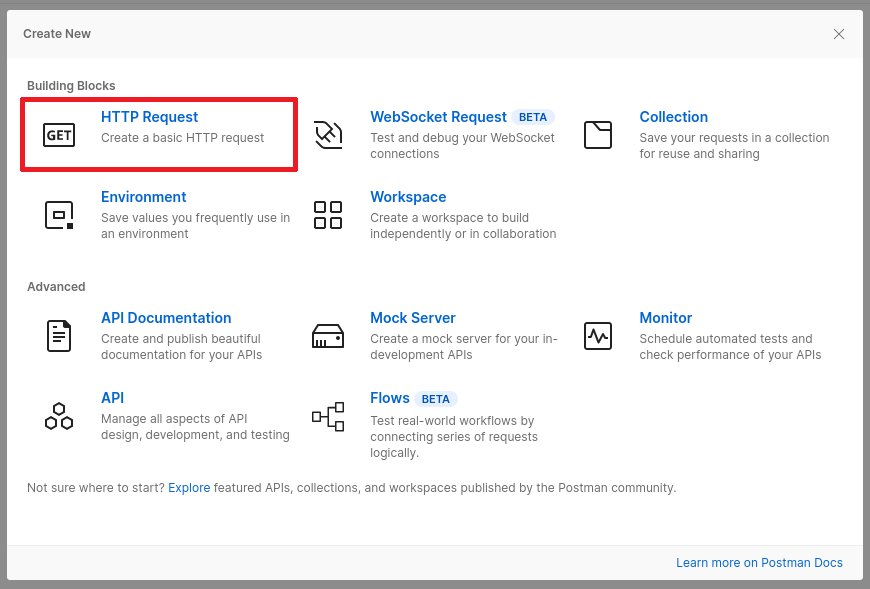 Create New
Building Blocks
GET
HTTP Request
Create a basic HTTP request
WebSocket Request BETA
Test and debug your WebSocket
connections
Collection
Save your requests in a collection
for reuse and sharing
Environment
Save values you frequently use in
an environment
Workspace
Create a workspace to build
independently or in collaboration
Advanced
API Documentation
Create and publish beautiful
documentation for your APIs
Mock Server
Create a mock server for your in-
development APIs
Monitor
Schedule automated tests and
check performance of your APIs
API
Manage all aspects of API
design, development, and testing
Flows BETA
Test real-world workflows by
connecting series of requests
logically.
Not sure where to start? Explore featured APIs, collections, and workspaces published by the Postman community.
Learn more on Postman Docs